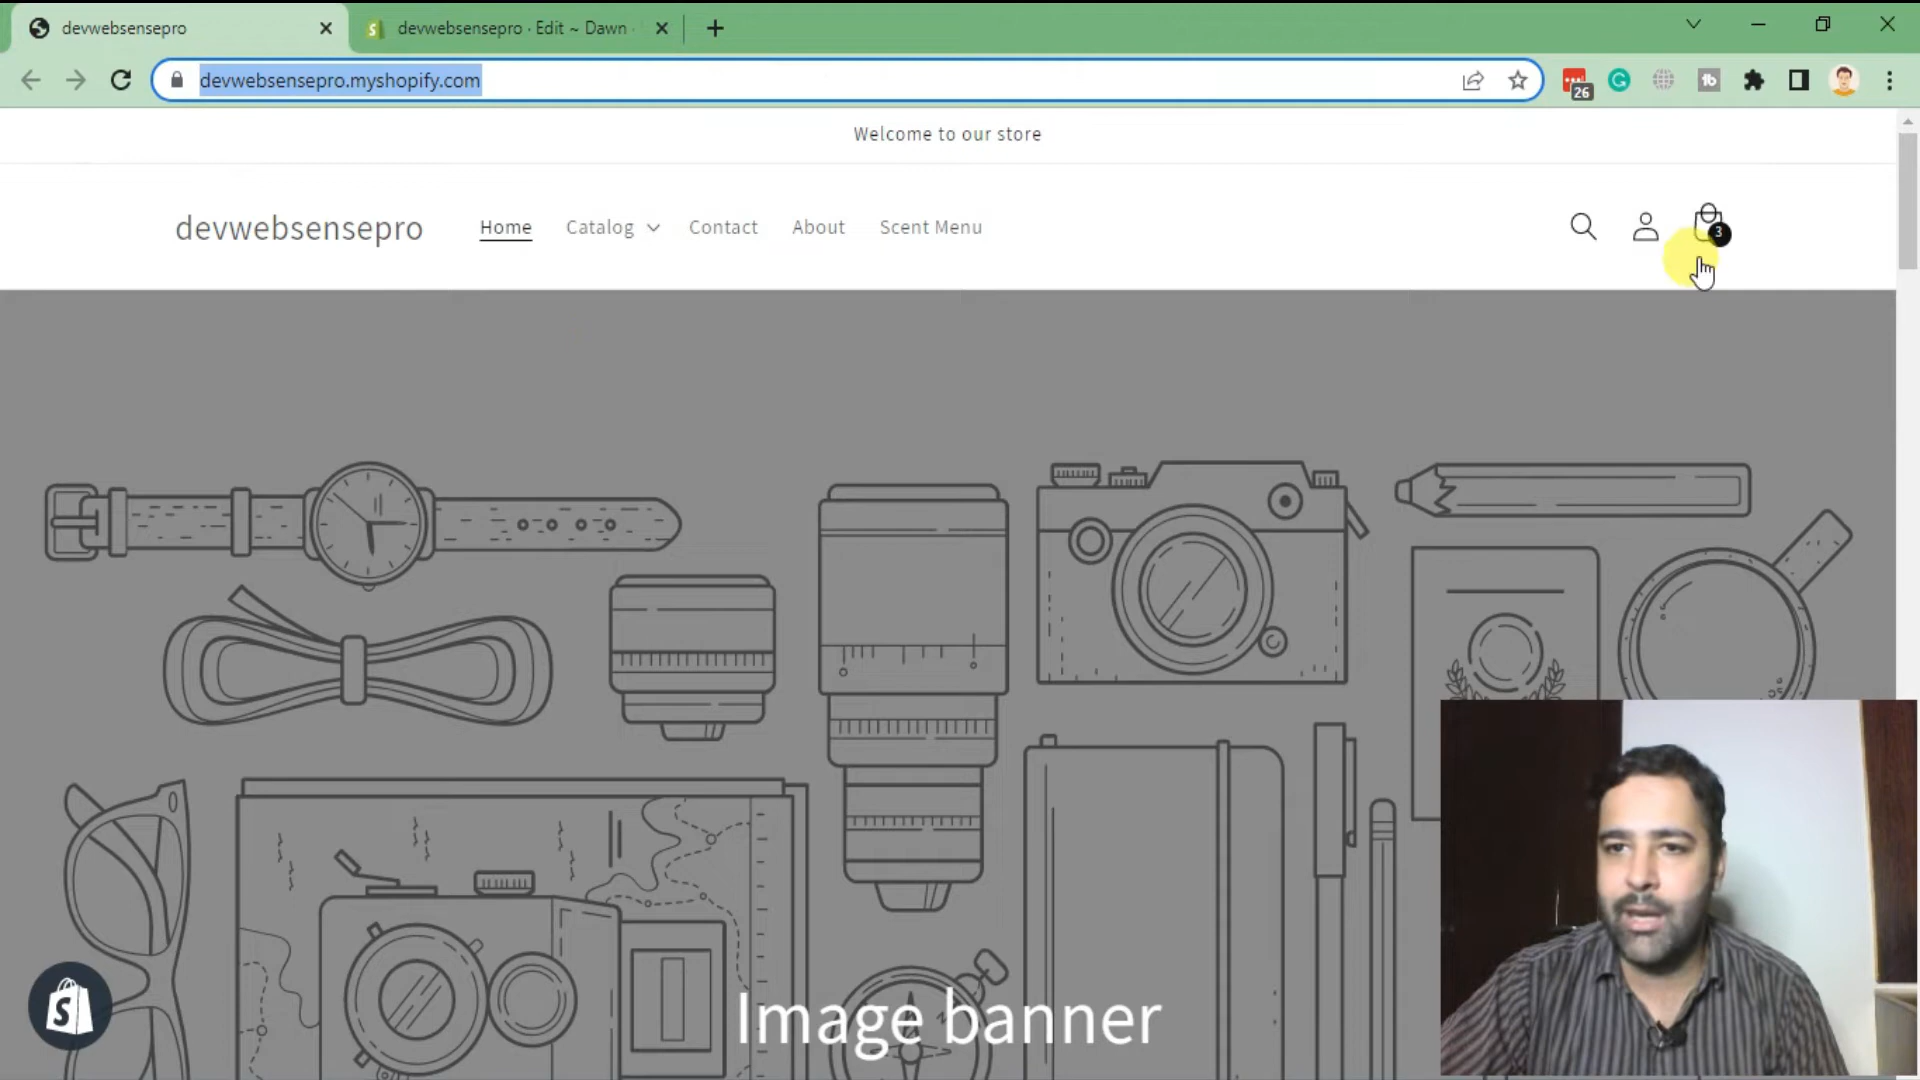 devwebsensepro
devwebsensepro · Edit ~ Dawn
devwebsensepro.myshopify.com
26
Welcome to our store
devwebsensepro
Home
Catalog
Contact
About
Scent Menu
3
Image banner